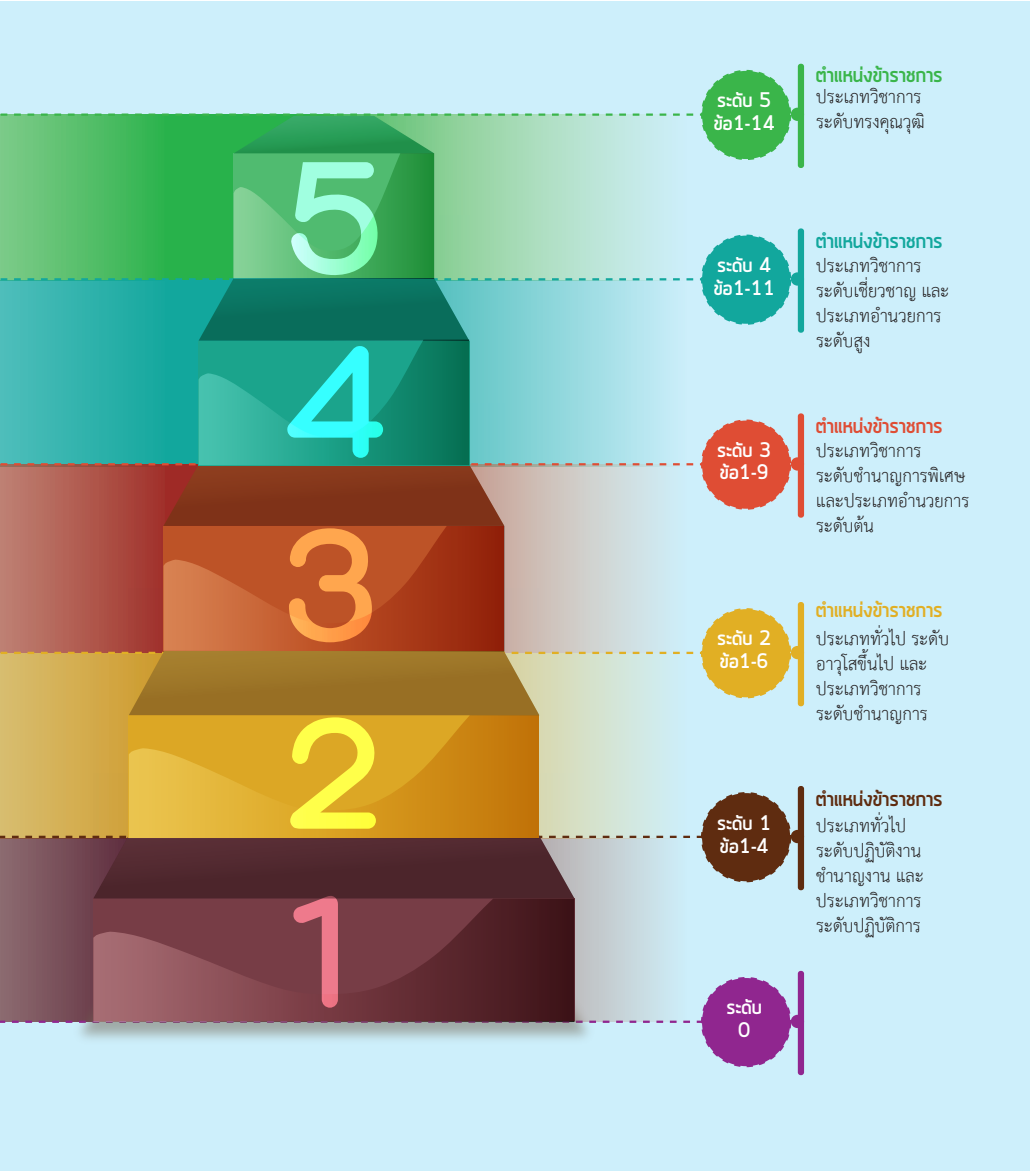 5
ระดับ 5
ข้อ1-14
ตำแหน่งข้าราชการ
ประเภทวิชาการ
ระดับทรงคุณวุฒิ
4
ระดับ 4
ข้อ1-11
ตำแหน่งข้าราชการ
ประเภทวิชาการ
ระดับเชี่ยวชาญ และ
ประเภทอำนวยการ
ระดับสูง
3
ระดับ 3
ข้อ1-9
ตำแหน่งข้าราชการ
ประเภทวิชาการ
ระดับชำนาญการพิเศษ
และประเภทอำนวยการ
ระดับต้น
2
ระดับ 2
ข้อ1-6
ตำแหน่งข้าราชการ
ประเภททั่วไป ระดับ
อาวุโสขึ้นไป และ
ประเภทวิชาการ
ระดับชำนาญการ
1
ระดับ 1
ข้อ1-4
ตำแหน่งข้าราชการ
ประเภททั่วไป
ระดับปฏิบัติงาน
ชำนาญงาน และ
ประเภทวิชาการ
ระดับปฏิบัติการ
ระดับ
0